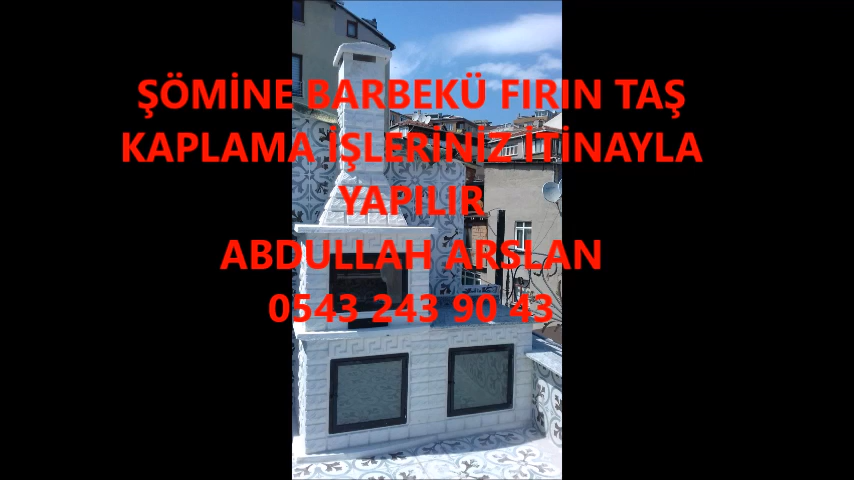 ŞÖMİNE BARBEKÜ FIRIN TAŞ
KAPLAMA İŞLERİNİZ İTİNAYLA
YAPILIR
ABDULLAH ARSLAN
0543 243 90 43